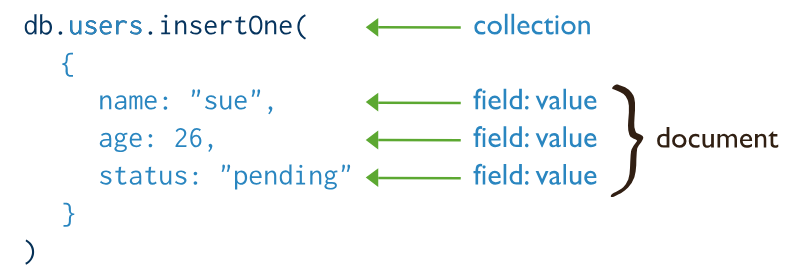 db.users.insertOne( collection
{
name: "sue", field: value
age: 26, field: value
status: "pending" field: value
}
)
document